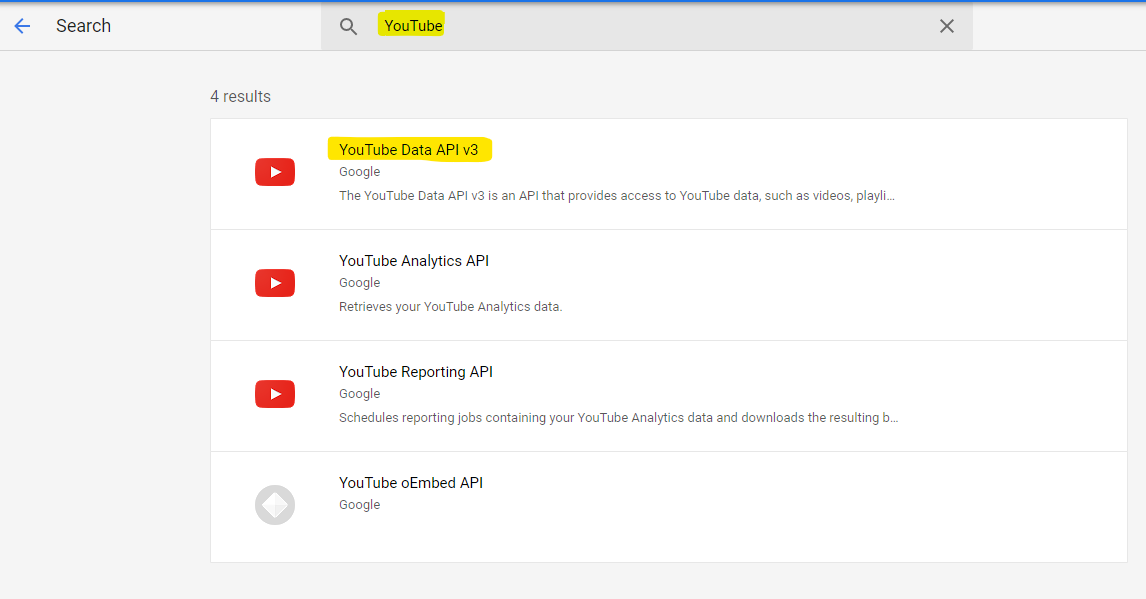 Search
YouTube
4 results
YouTube Data API v3
Google
The YouTube Data API v3 is an API that provides access to YouTube data, such as videos, playli...
YouTube Analytics API
Google
Retrieves your YouTube Analytics data.
YouTube Reporting API
Google
Schedules reporting jobs containing your YouTube Analytics data and downloads the resulting b...
YouTube oEmbed API
Google